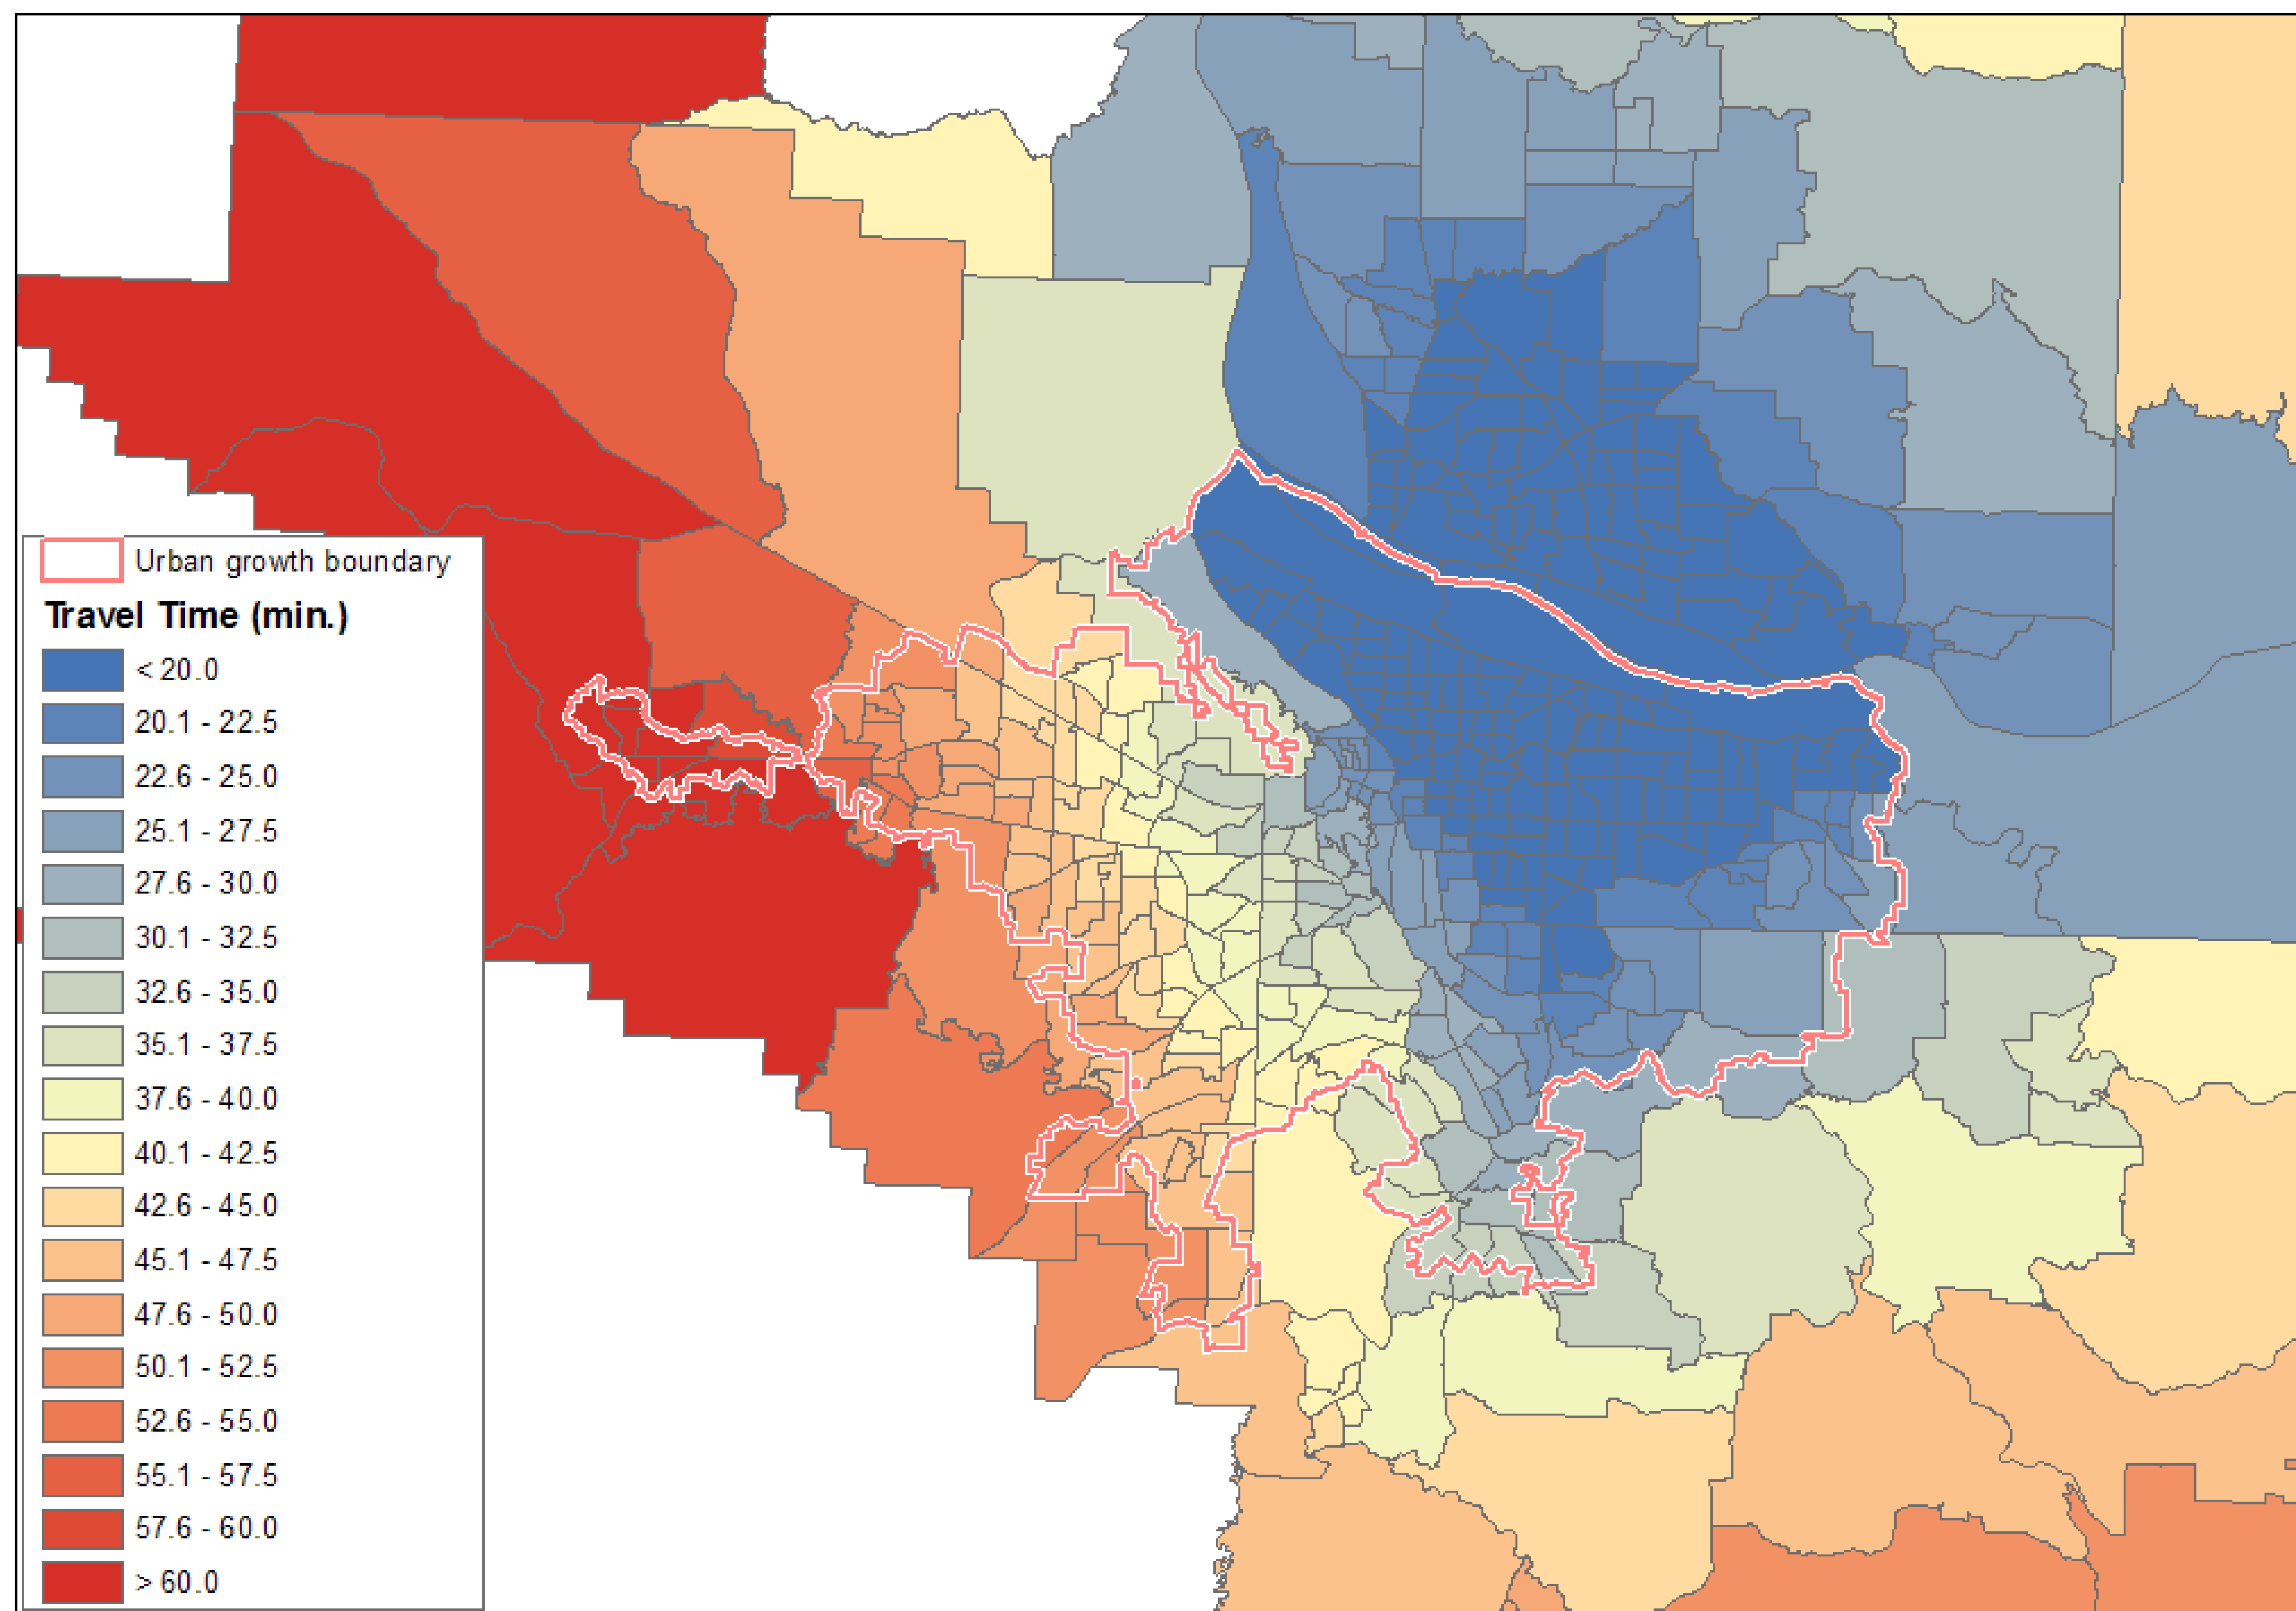 Urban growth boundary
Travel Time (min.)
< 20.0
20.1 - 22.5
22.6 - 25.0
25.1 - 27.5
27.6 - 30.0
30.1 - 32.5
32.6 - 35.0
35.1 - 37.5
37.6 - 40.0
40.1 - 42.5
42.6 - 45.0
45.1 - 47.5
47.6 - 50.0
50.1 - 52.5
52.6 - 55.0
55.1 - 57.5
57.6 - 60.0
> 60.0